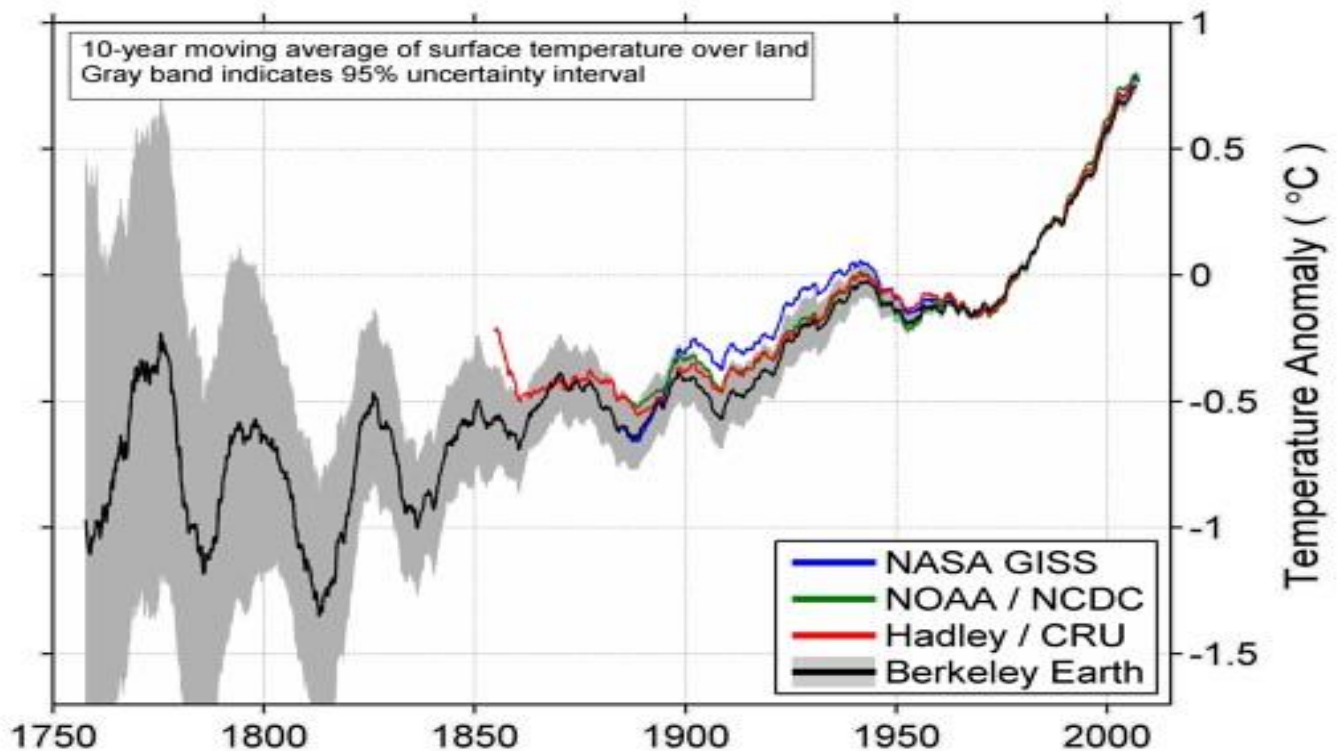 10-year moving average of surface temperature over land
Gray band indicates 95% uncertainty interval
1
0.5
0
-0.5
-1
-1.5
Temperature Anomaly ( °C )
NASA GISS
NOAA / NCDC
Hadley / CRU
Berkeley Earth
1750
1800
1850
1900
1950
2000